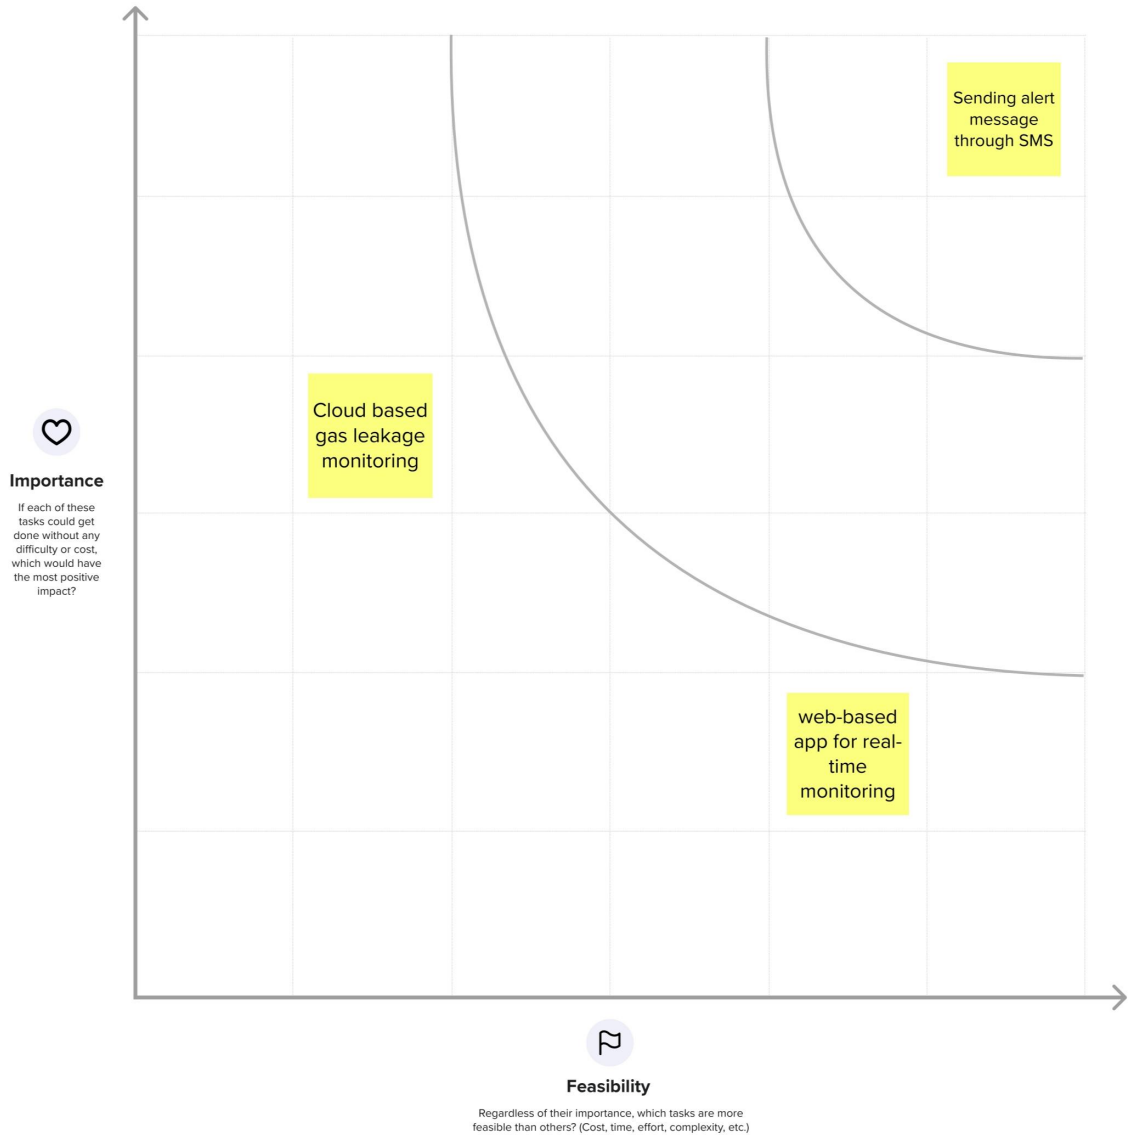 Sending alert
message
through SMS
Cloud based
gas leakage
monitoring
Importance
If each of these
tasks could get
done without any
difficulty or cost,
which would have
the most positive
impact?
web-based
app for real-
time
monitoring
Feasibility
Regardless of their importance, which tasks are more
feasible than others? (Cost, time, effort, complexity, etc.)